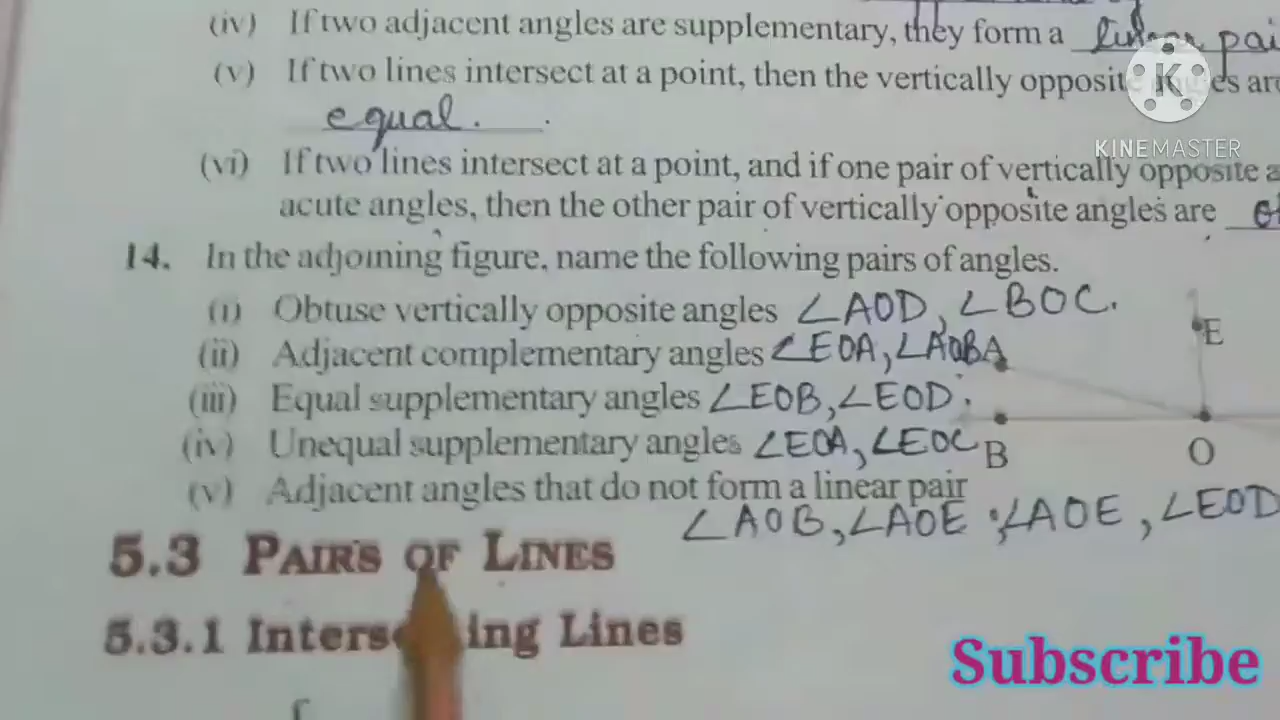 (iv) If two adjacent angles are supplementary, they form a linear pai
(v) If two lines intersect at a point, then the vertically opposite angles are
equal.
KINEMASTER
(vi) If two lines intersect at a point, and if one pair of vertically opposite a
acute angles, then the other pair of vertically opposite angles are
14. In the adjoining figure, name the following pairs of angles.
(i) Obtuse vertically opposite angles ∠AOD, ∠BOC.
(ii) Adjacent complementary angles ∠EOA, ∠AOB A
(iii) Equal supplementary angles ∠EOB, ∠EOD.
(iv) Unequal supplementary angles ∠EOA, ∠EOC
E
B O
(v) Adjacent angles that do not form a linear pair
∠AOB, ∠AOE ; ∠AOE, ∠EOD
5.3 PAIRS OF LINES
5.3.1 Intersecting Lines
Subscribe